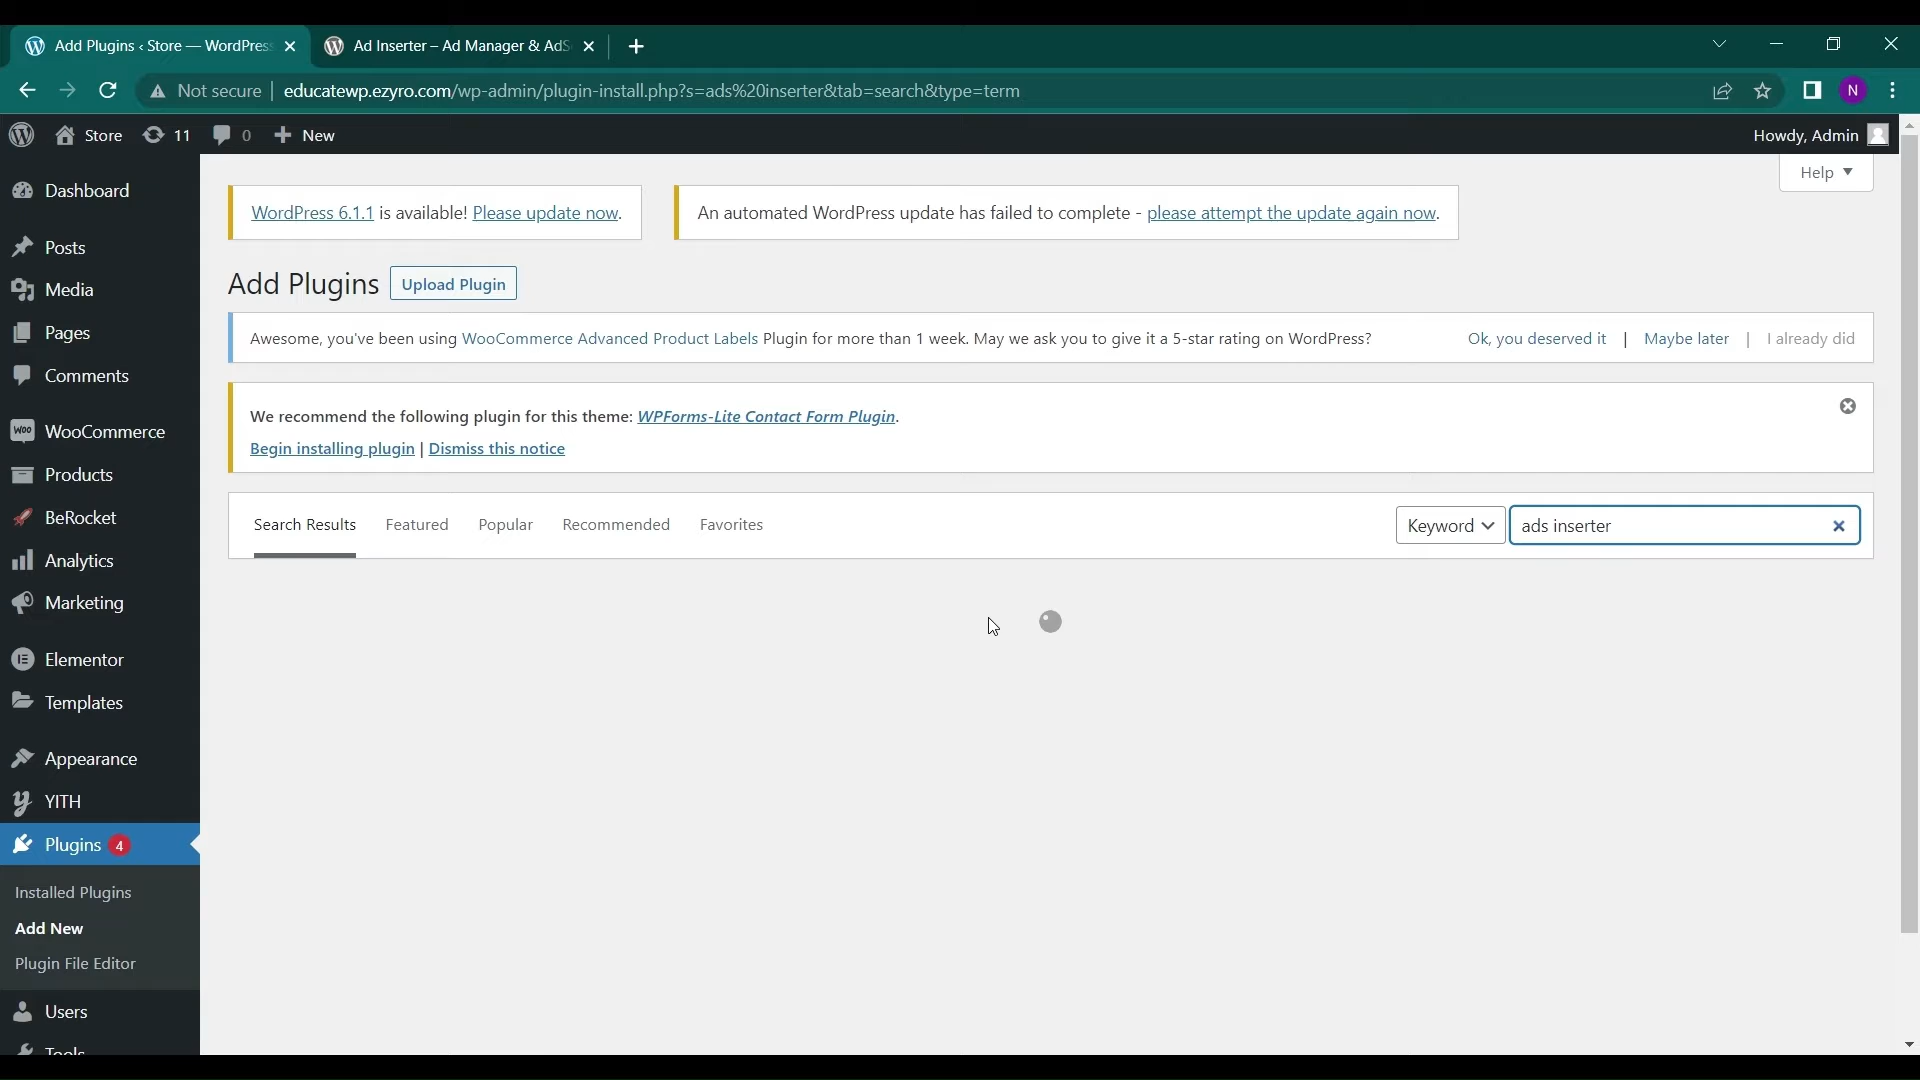 Add Plugins ‹ Store — WordPress
Ad Inserter – Ad Manager & AdS
Not secure
educatewp.ezyro.com/wp-admin/plugin-install.php?s=ads%20inserter&tab=search&type=term
N
Store
11
0
New
Howdy, Admin
Help
Dashboard
Posts
Media
Pages
Comments
WooCommerce
Products
BeRocket
Analytics
Marketing
Elementor
Templates
Appearance
YITH
Plugins 4
Installed Plugins
Add New
Plugin File Editor
Users
Tools
WordPress 6.1.1 is available! Please update now.
An automated WordPress update has failed to complete - please attempt the update again now.
Add Plugins
Upload Plugin
Awesome, you've been using WooCommerce Advanced Product Labels Plugin for more than 1 week. May we ask you to give it a 5-star rating on WordPress?
Ok, you deserved it | Maybe later | I already did
We recommend the following plugin for this theme: WPForms-Lite Contact Form Plugin.
Begin installing plugin | Dismiss this notice
Search Results
Featured
Popular
Recommended
Favorites
Keyword
ads inserter